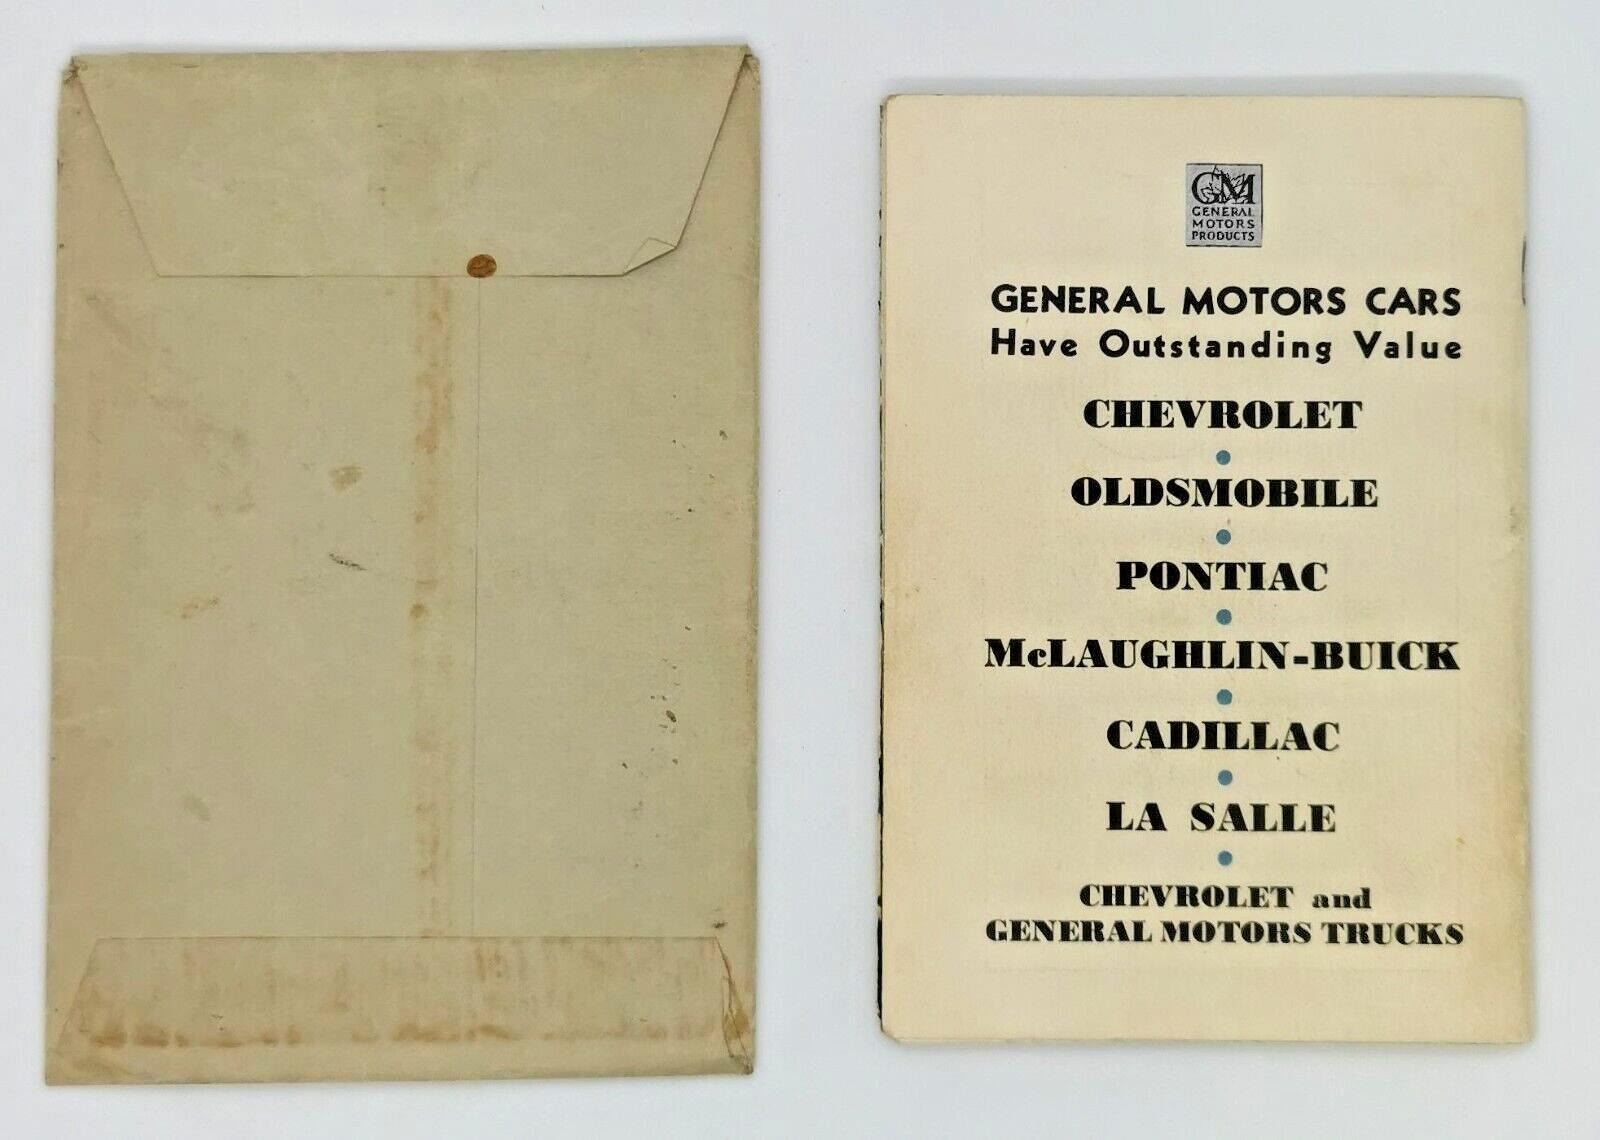 GM
GENERAL
MOTORS
PRODUCTS
GENERAL MOTORS CARS
Have Outstanding Value
CHEVROLET
OLDSMOBILE
PONTIAC
McLAUGHLIN-BUICK
CADILLAC
LA SALLE
CHEVROLET and
GENERAL MOTORS TRUCKS